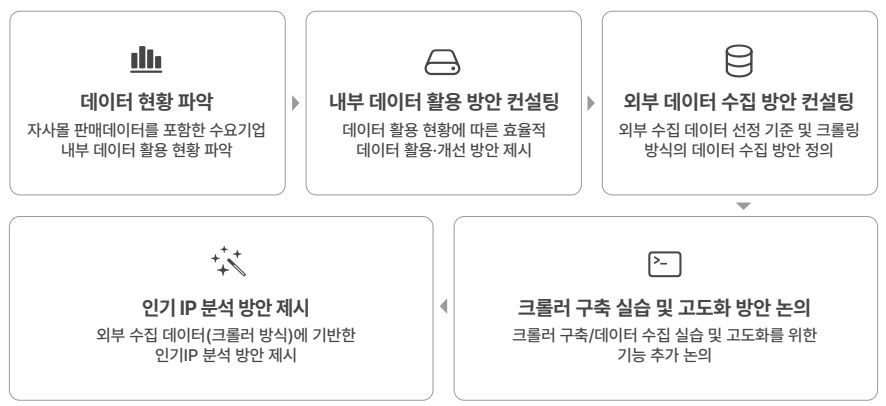 데이터 현황 파악
자사몰 판매데이터를 포함한 수요기업
내부 데이터 활용 현황 파악
내부 데이터 활용 방안 컨설팅
데이터 활용 현황에 따른 효율적
데이터 활용·개선 방안 제시
외부 데이터 수집 방안 컨설팅
외부 수집 데이터 선정 기준 및 크롤링
방식의 데이터 수집 방안 정의
>-
크롤러 구축 실습 및 고도화 방안 논의
크롤러 구축/데이터 수집 실습 및 고도화를 위한
기능 추가 논의
인기 IP 분석 방안 제시
외부 수집 데이터(크롤러 방식)에 기반한
인기IP 분석 방안 제시